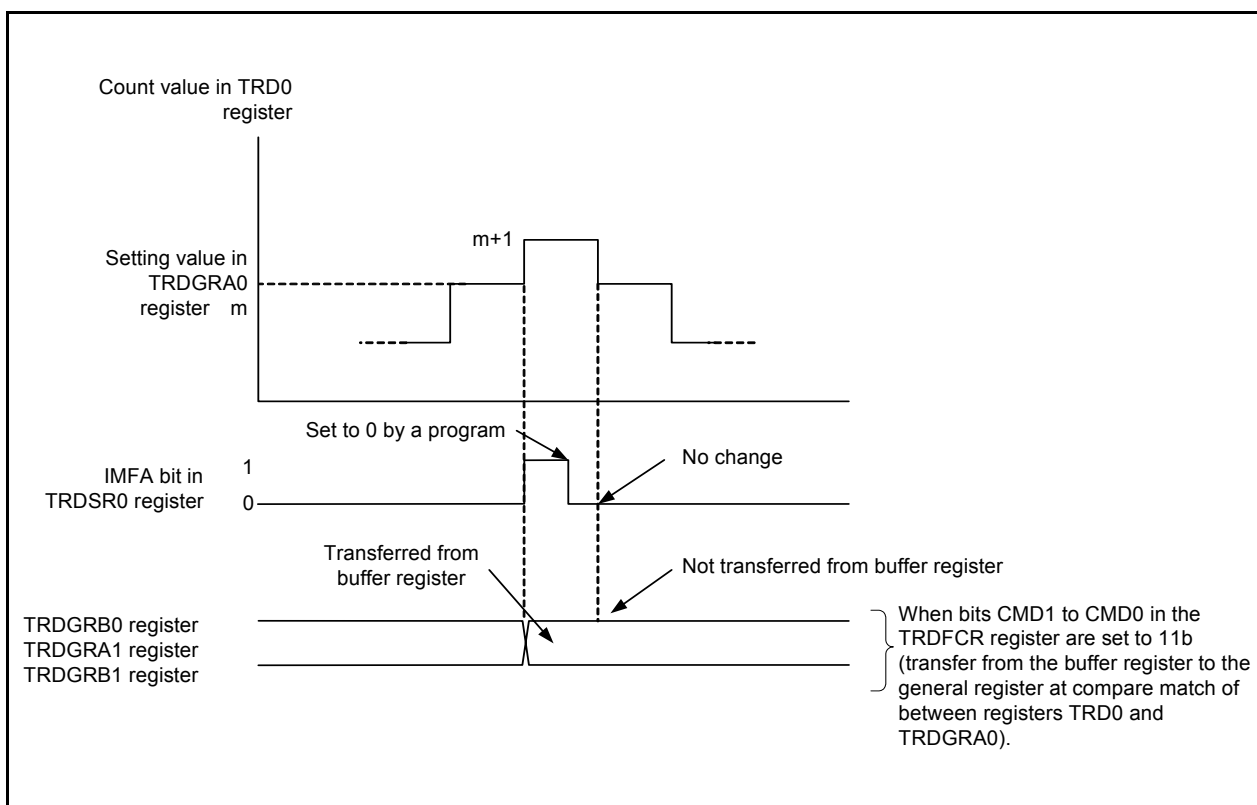 Count value in TRD0
register
m+1
Setting value in
TRDGRA0
register m
Set to 0 by a program
No change
IMFA bit in
TRDSR0 register
1
0
Transferred from
buffer register
Not transferred from buffer register
TRDGRB0 register
TRDGRA1 register
TRDGRB1 register
When bits CMD1 to CMD0 in the
TRDFCR register are set to 11b
(transfer from the buffer register to the
general register at compare match of
between registers TRD0 and
TRDGRA0).